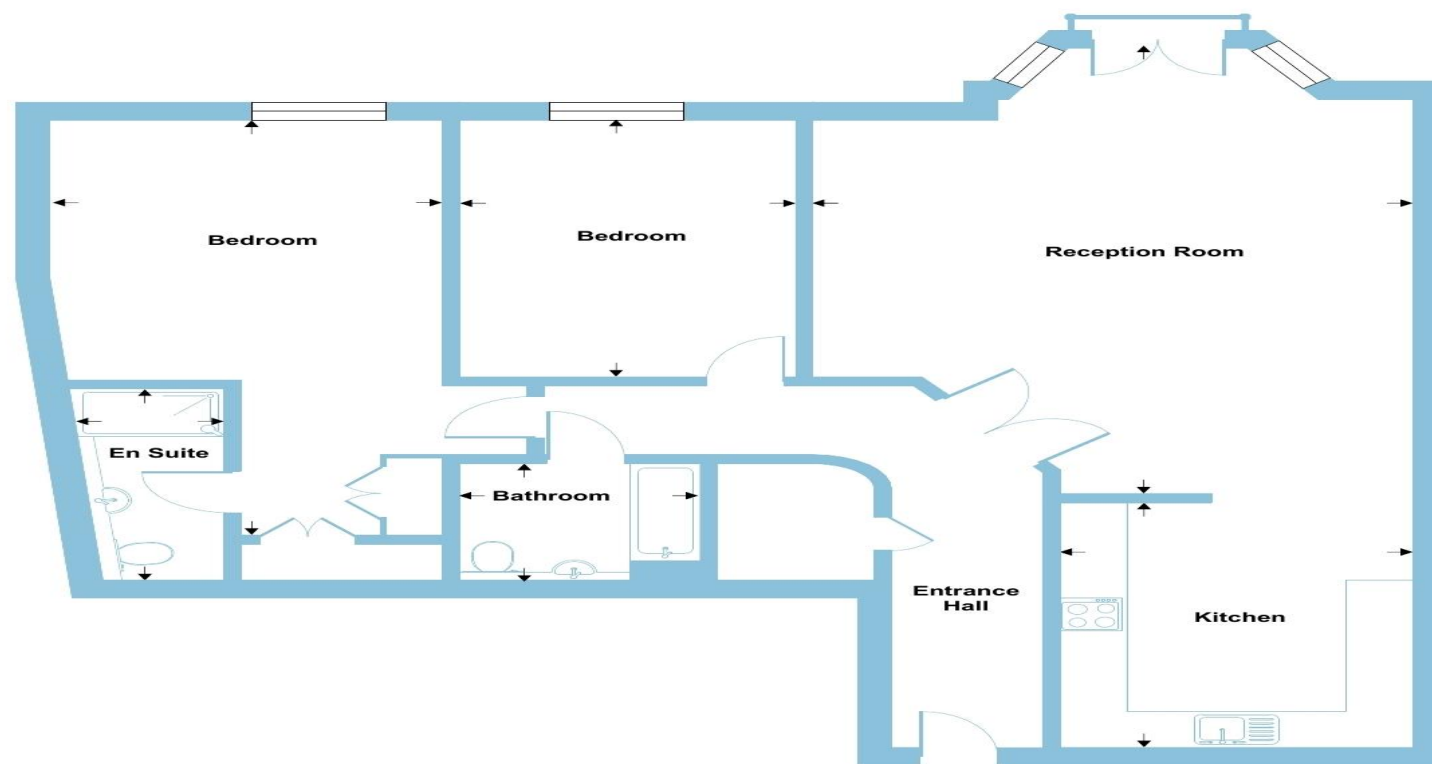 Bedroom
Bedroom
Reception Room
En Suite
Bathroom
Entrance
Hall
Kitchen